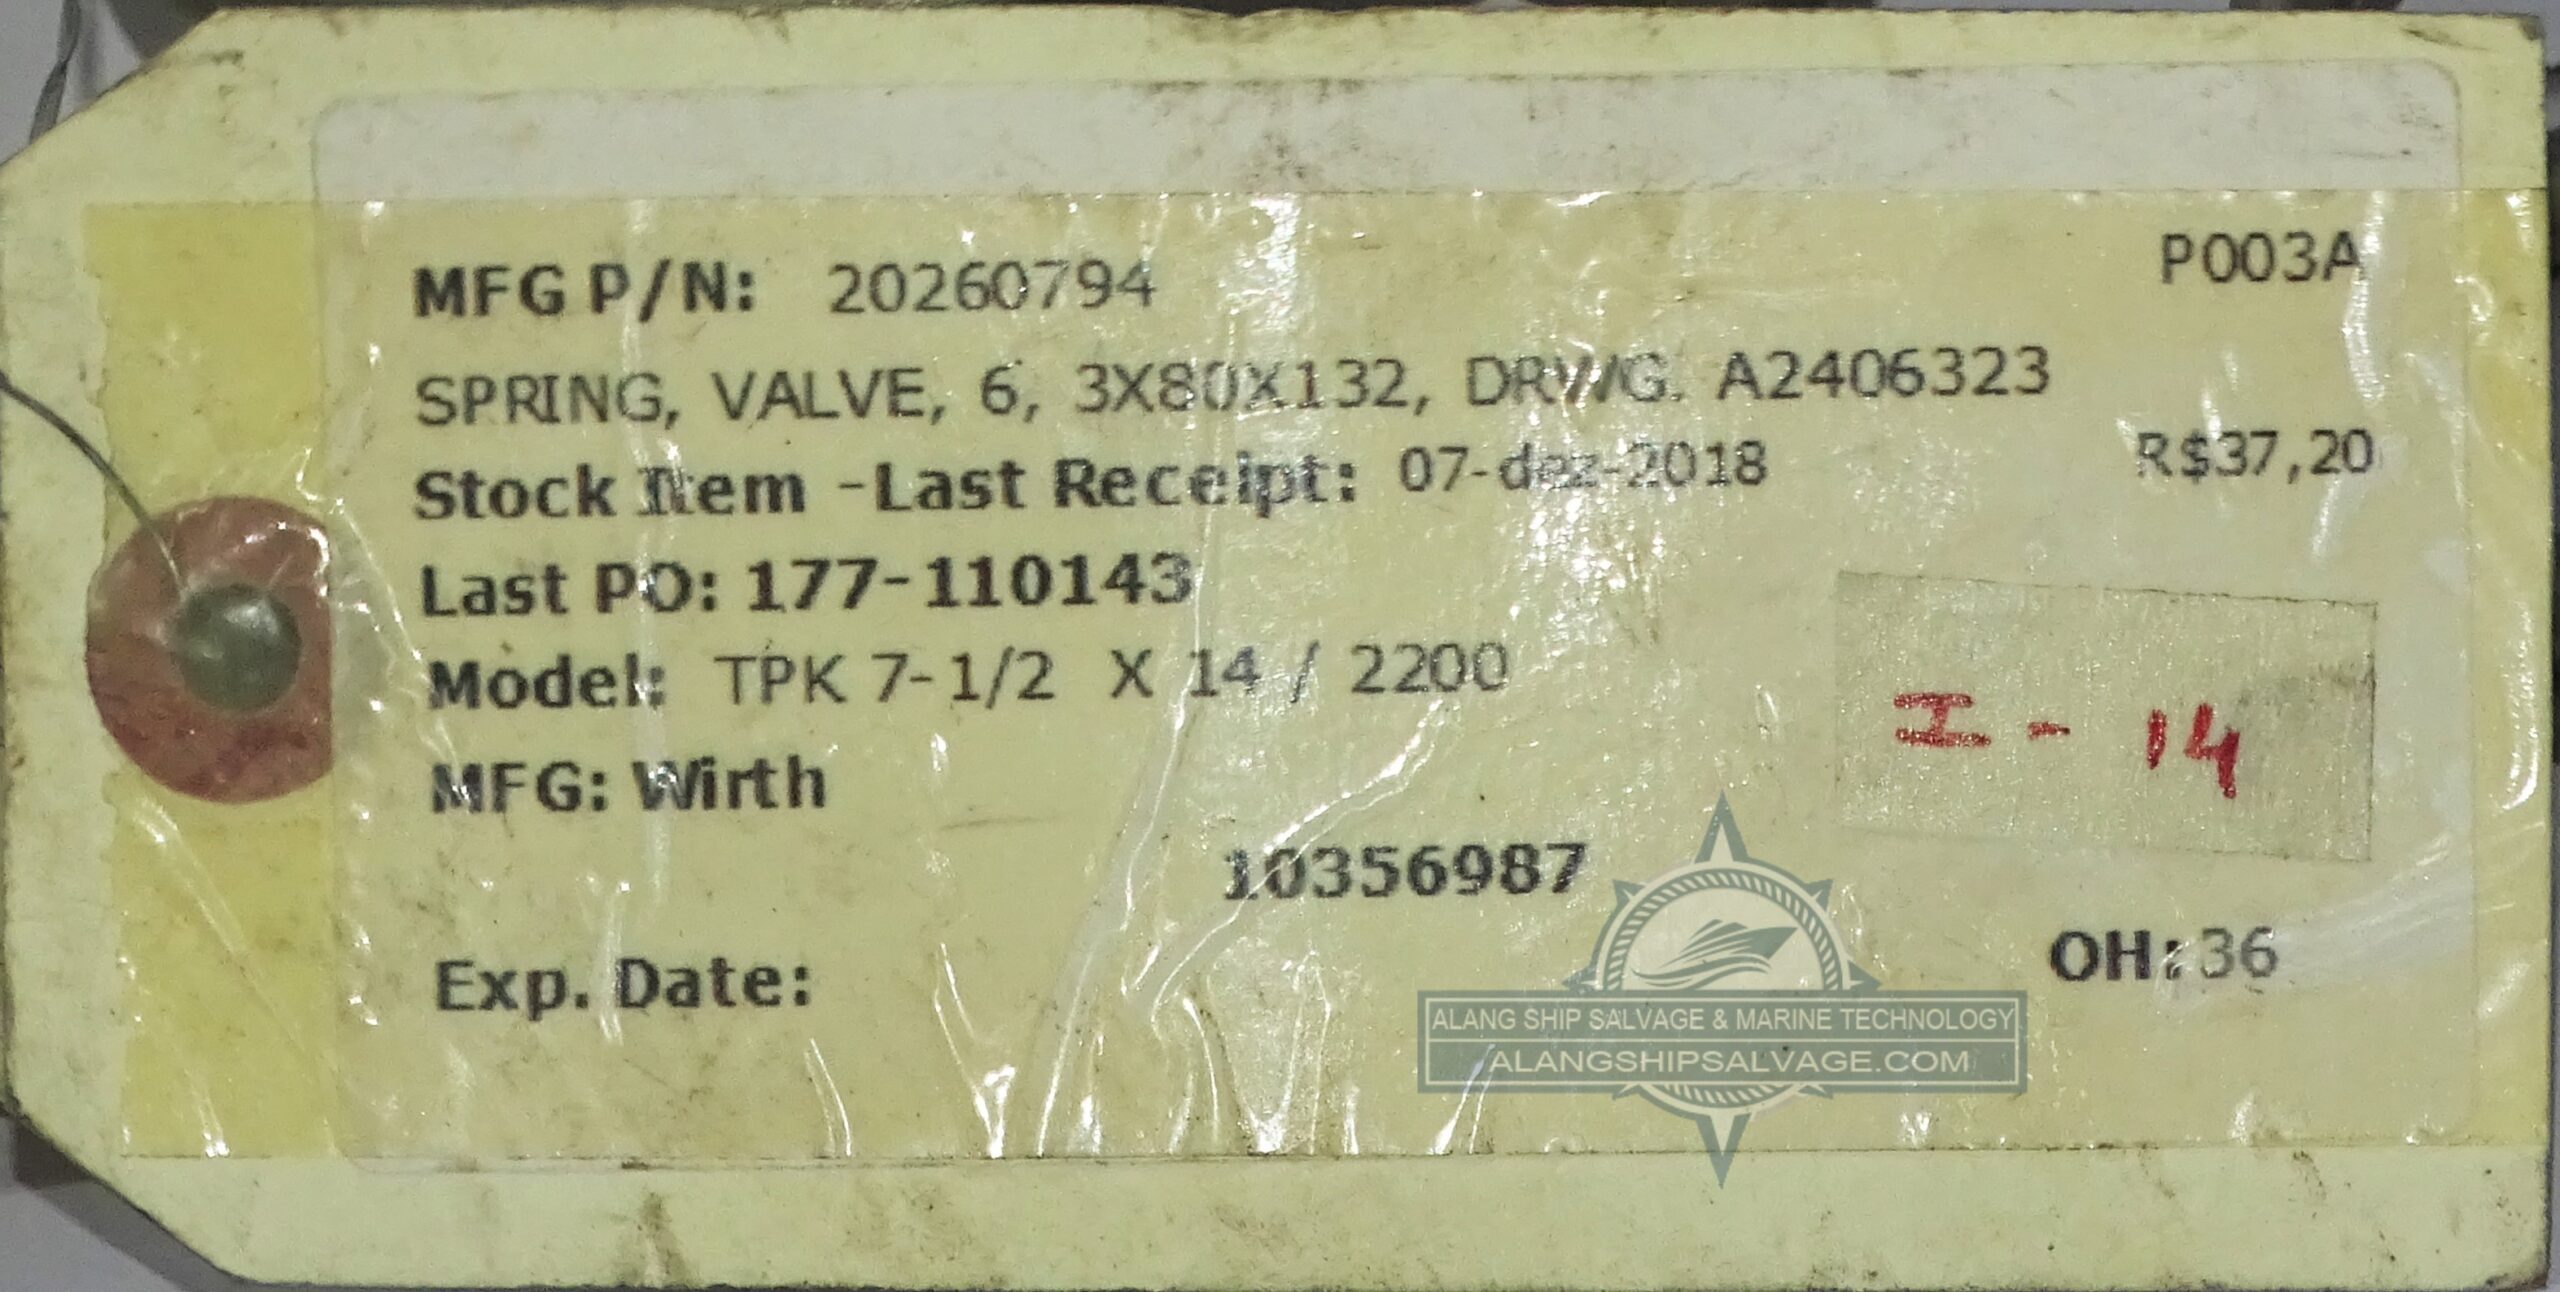 P003A
MFG P/N: 20260794
SPRING, VALVE, 6, 3X80X132, DRWG. A2406323
Stock Item -Last Receipt: 07-dez-2018 R$37,20
Last PO: 177-110143
Model: TPK 7-1/2 X 14 / 2200
I - 14
MFG: Wirth
10356987
OH: 36
Exp. Date:
ALANG SHIP SALVAGE & MARINE TECHNOLOGY
ALANGSHIPSALVAGE.COM